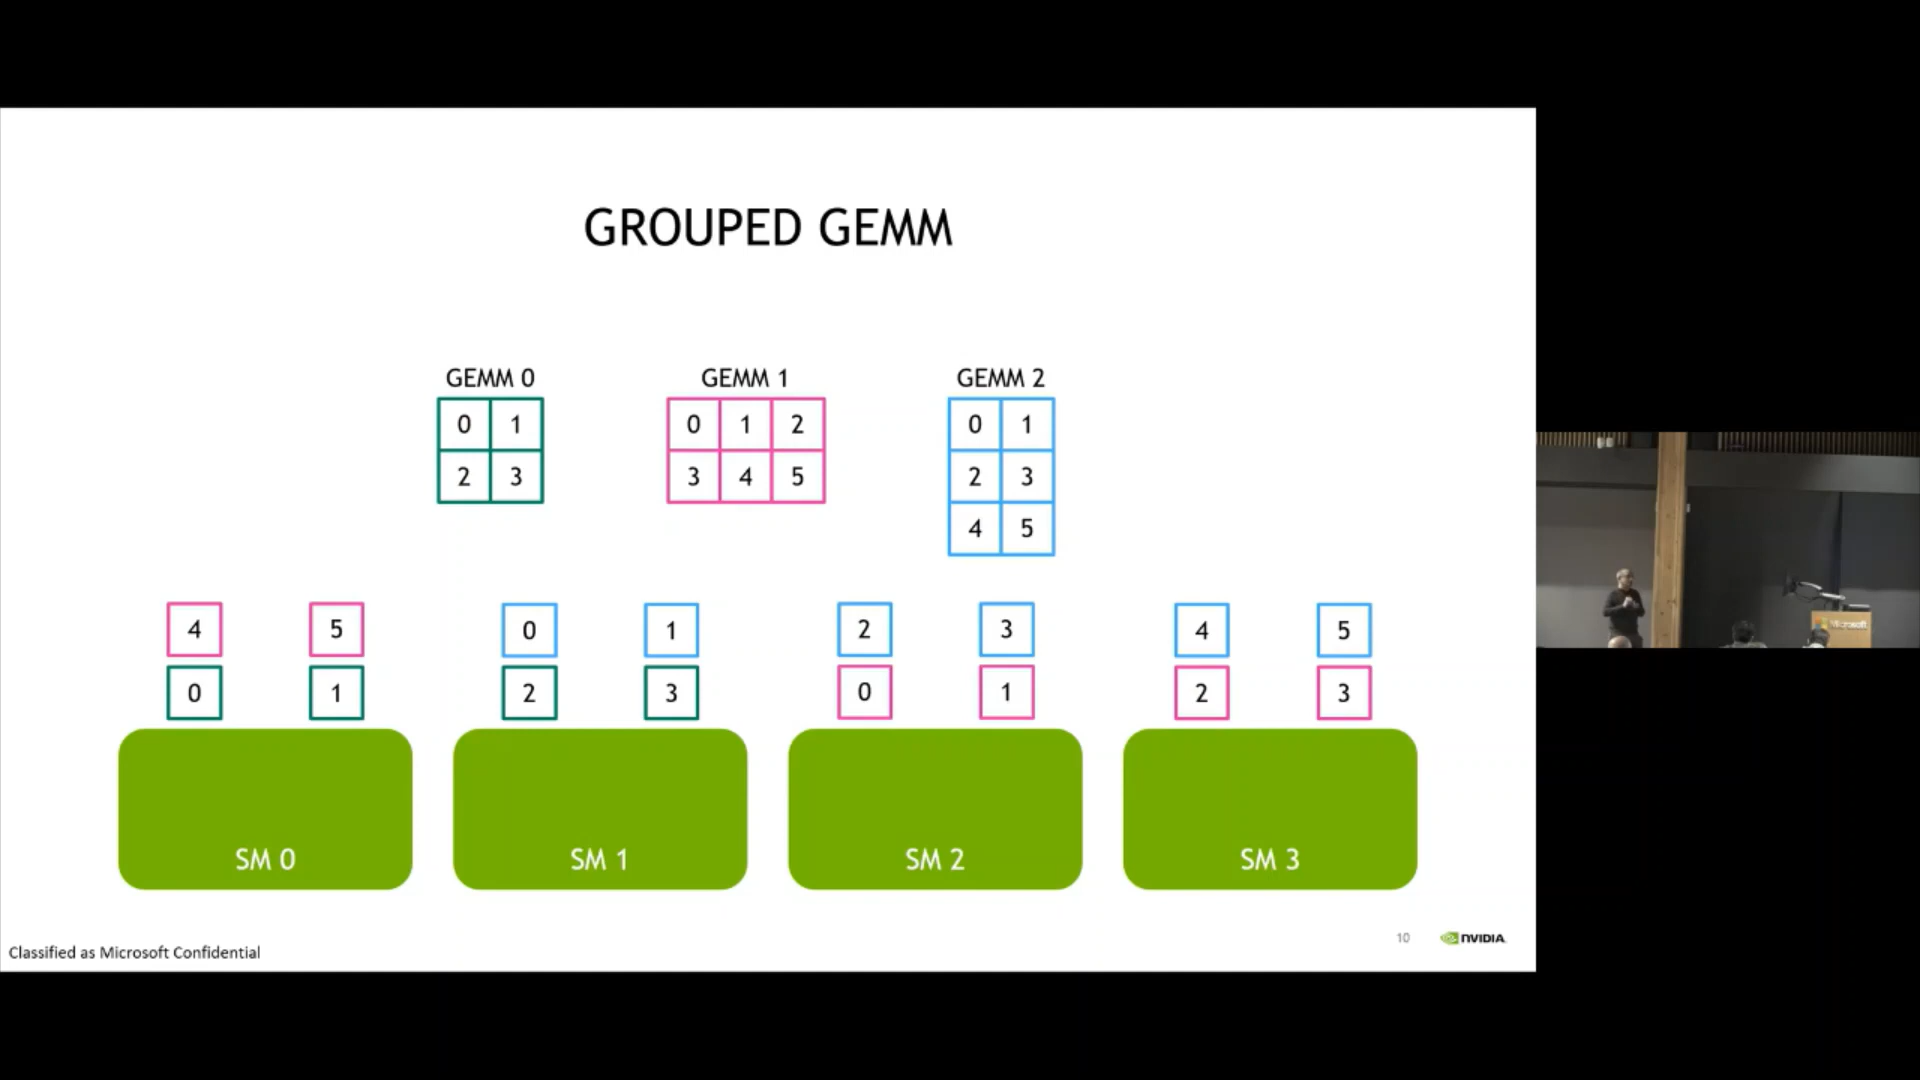 GROUPED GEMM
GEMM 0
GEMM 1
GEMM 2
0 1
2 3
0 1 2
3 4 5
0 1
2 3
4 5
4 5 0 1 2 3 4 5
0 1 2 3 0 1 2 3
SM 0
SM 1
SM 2
SM 3
Classified as Microsoft Confidential
10
NVIDIA
Microsoft